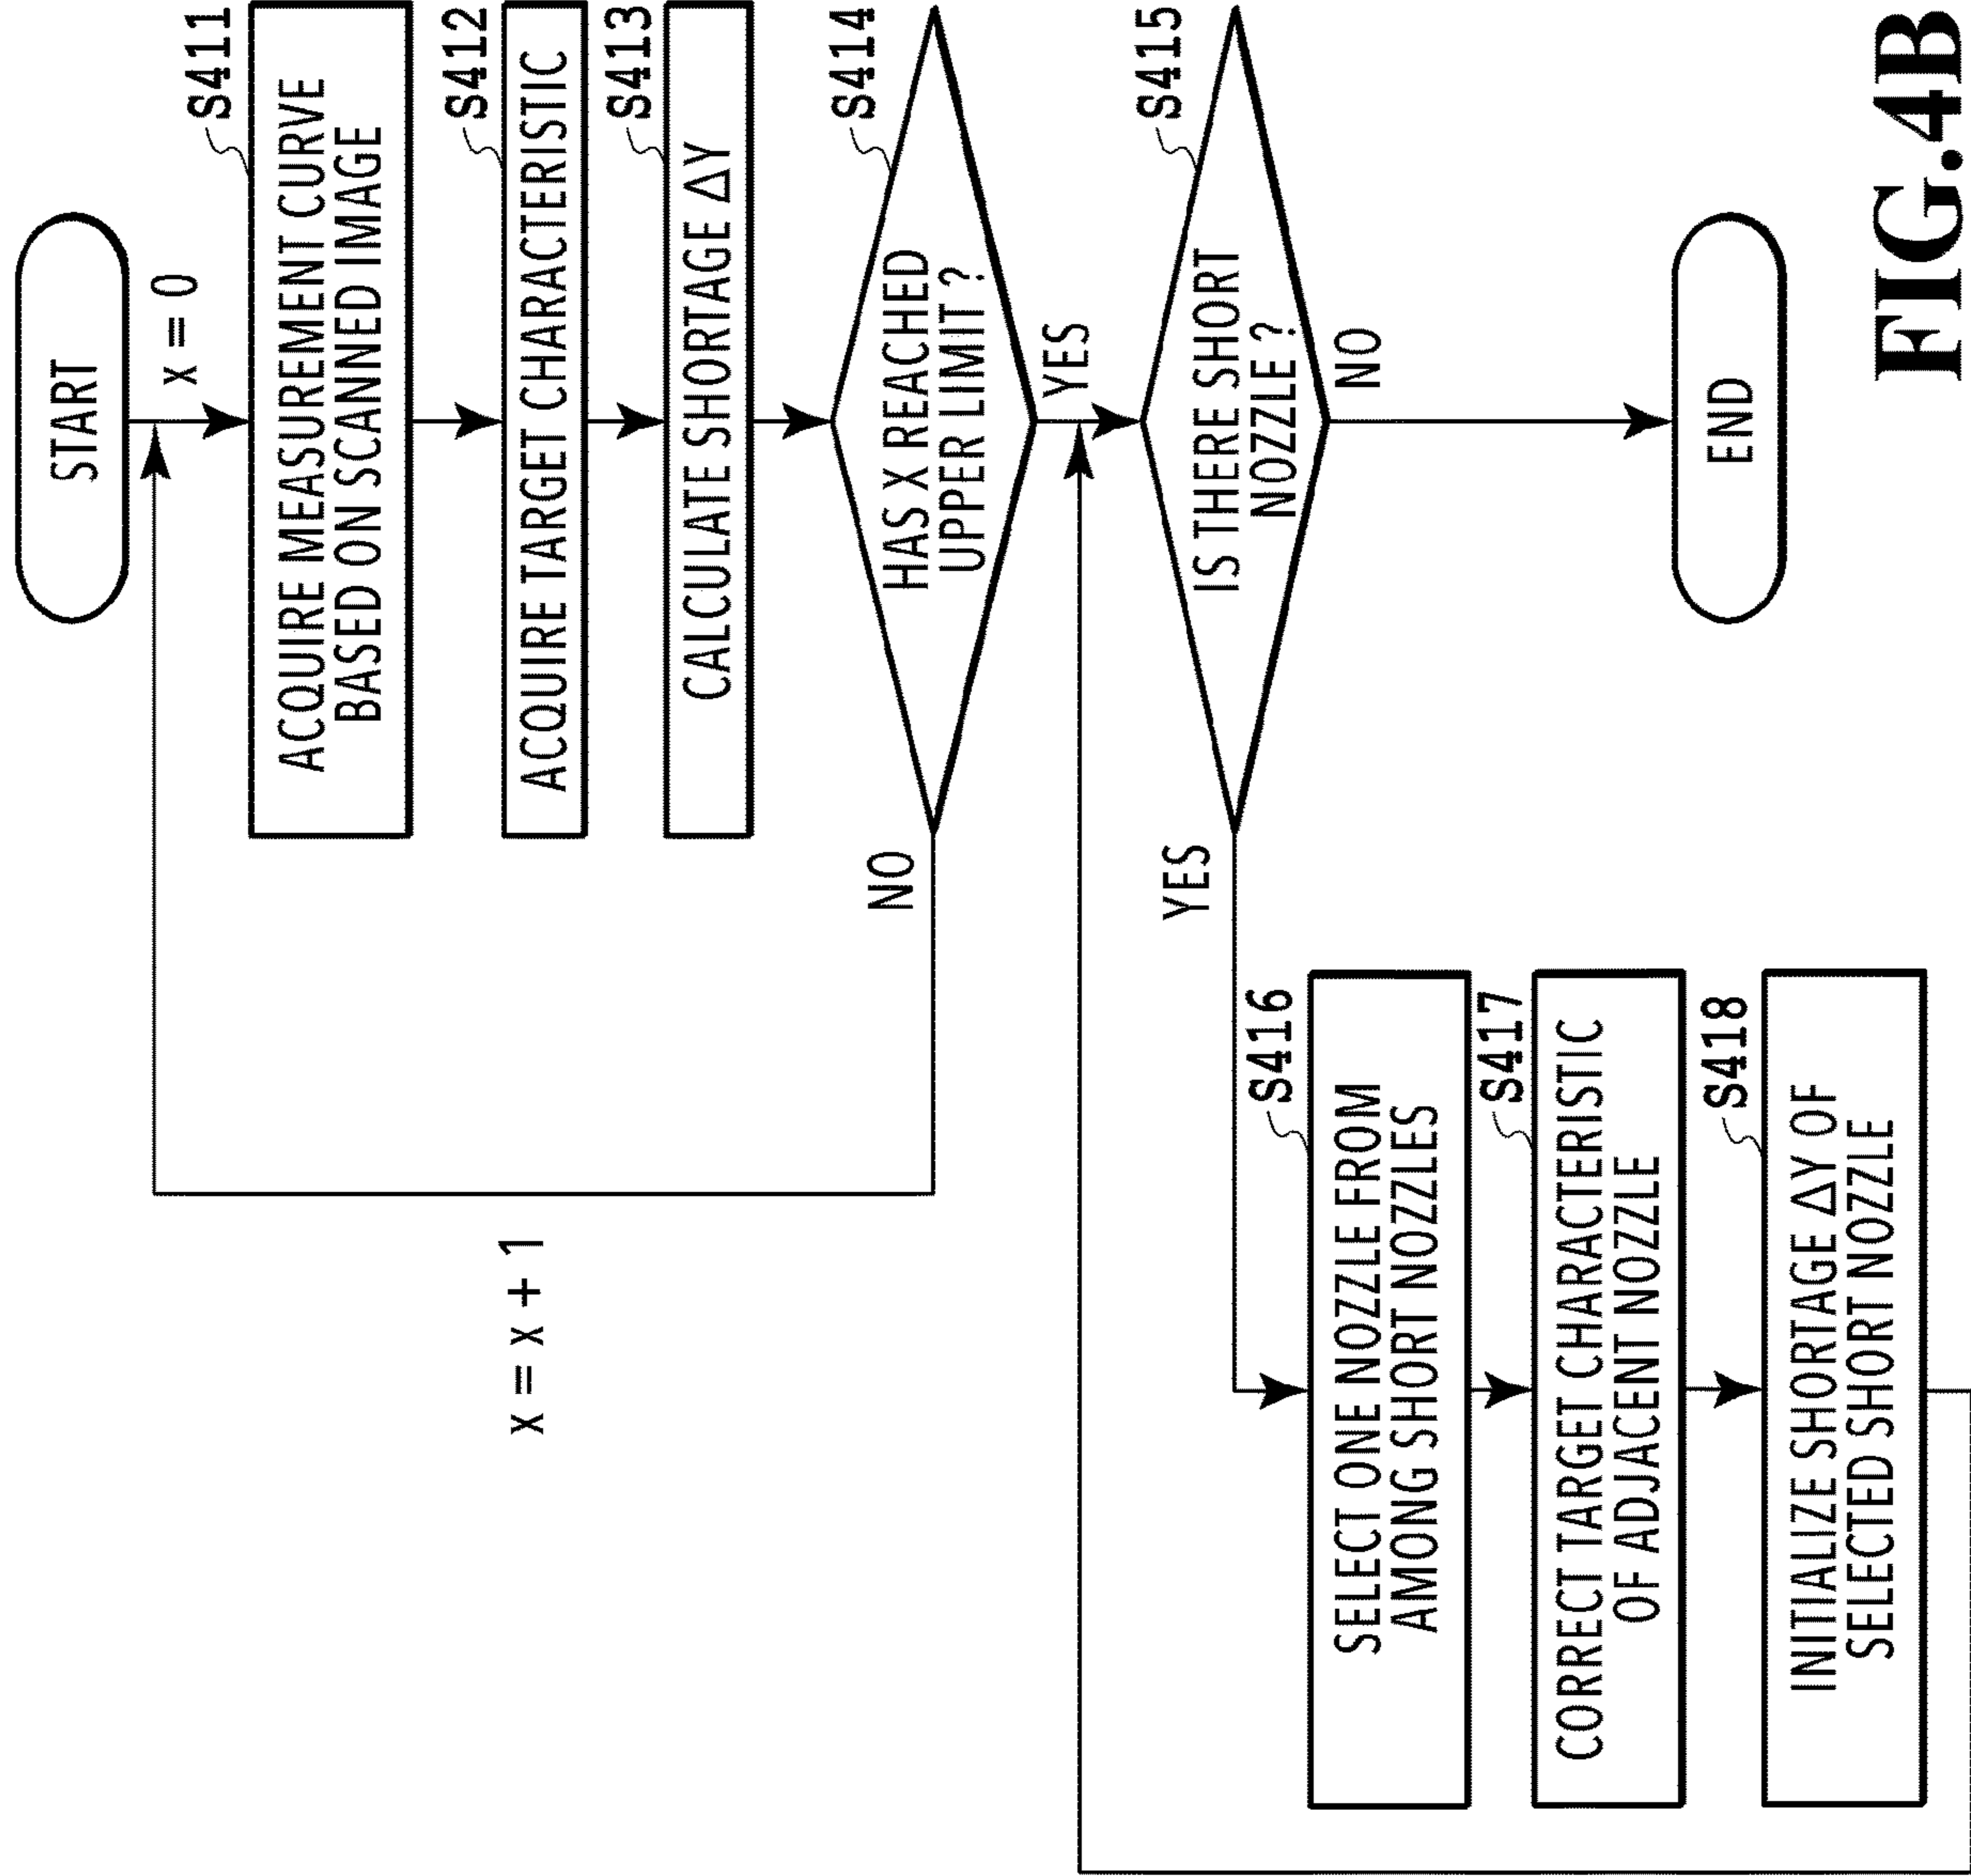 START
x = 0
S411
ACQUIRE MEASUREMENT CURVE
BASED ON SCANNED IMAGE
S412
ACQUIRE TARGET CHARACTERISTIC
S413
CALCULATE SHORTAGE ΔY
S414
HAS X REACHED
UPPER LIMIT ?
NO
x = x + 1
YES
S415
IS THERE SHORT
NOZZLE ?
YES
NO
S416
SELECT ONE NOZZLE FROM
AMONG SHORT NOZZLES
S417
CORRECT TARGET CHARACTERISTIC
OF ADJACENT NOZZLE
S418
INITIALIZE SHORTAGE ΔY OF
SELECTED SHORT NOZZLE
END
FIG.4B